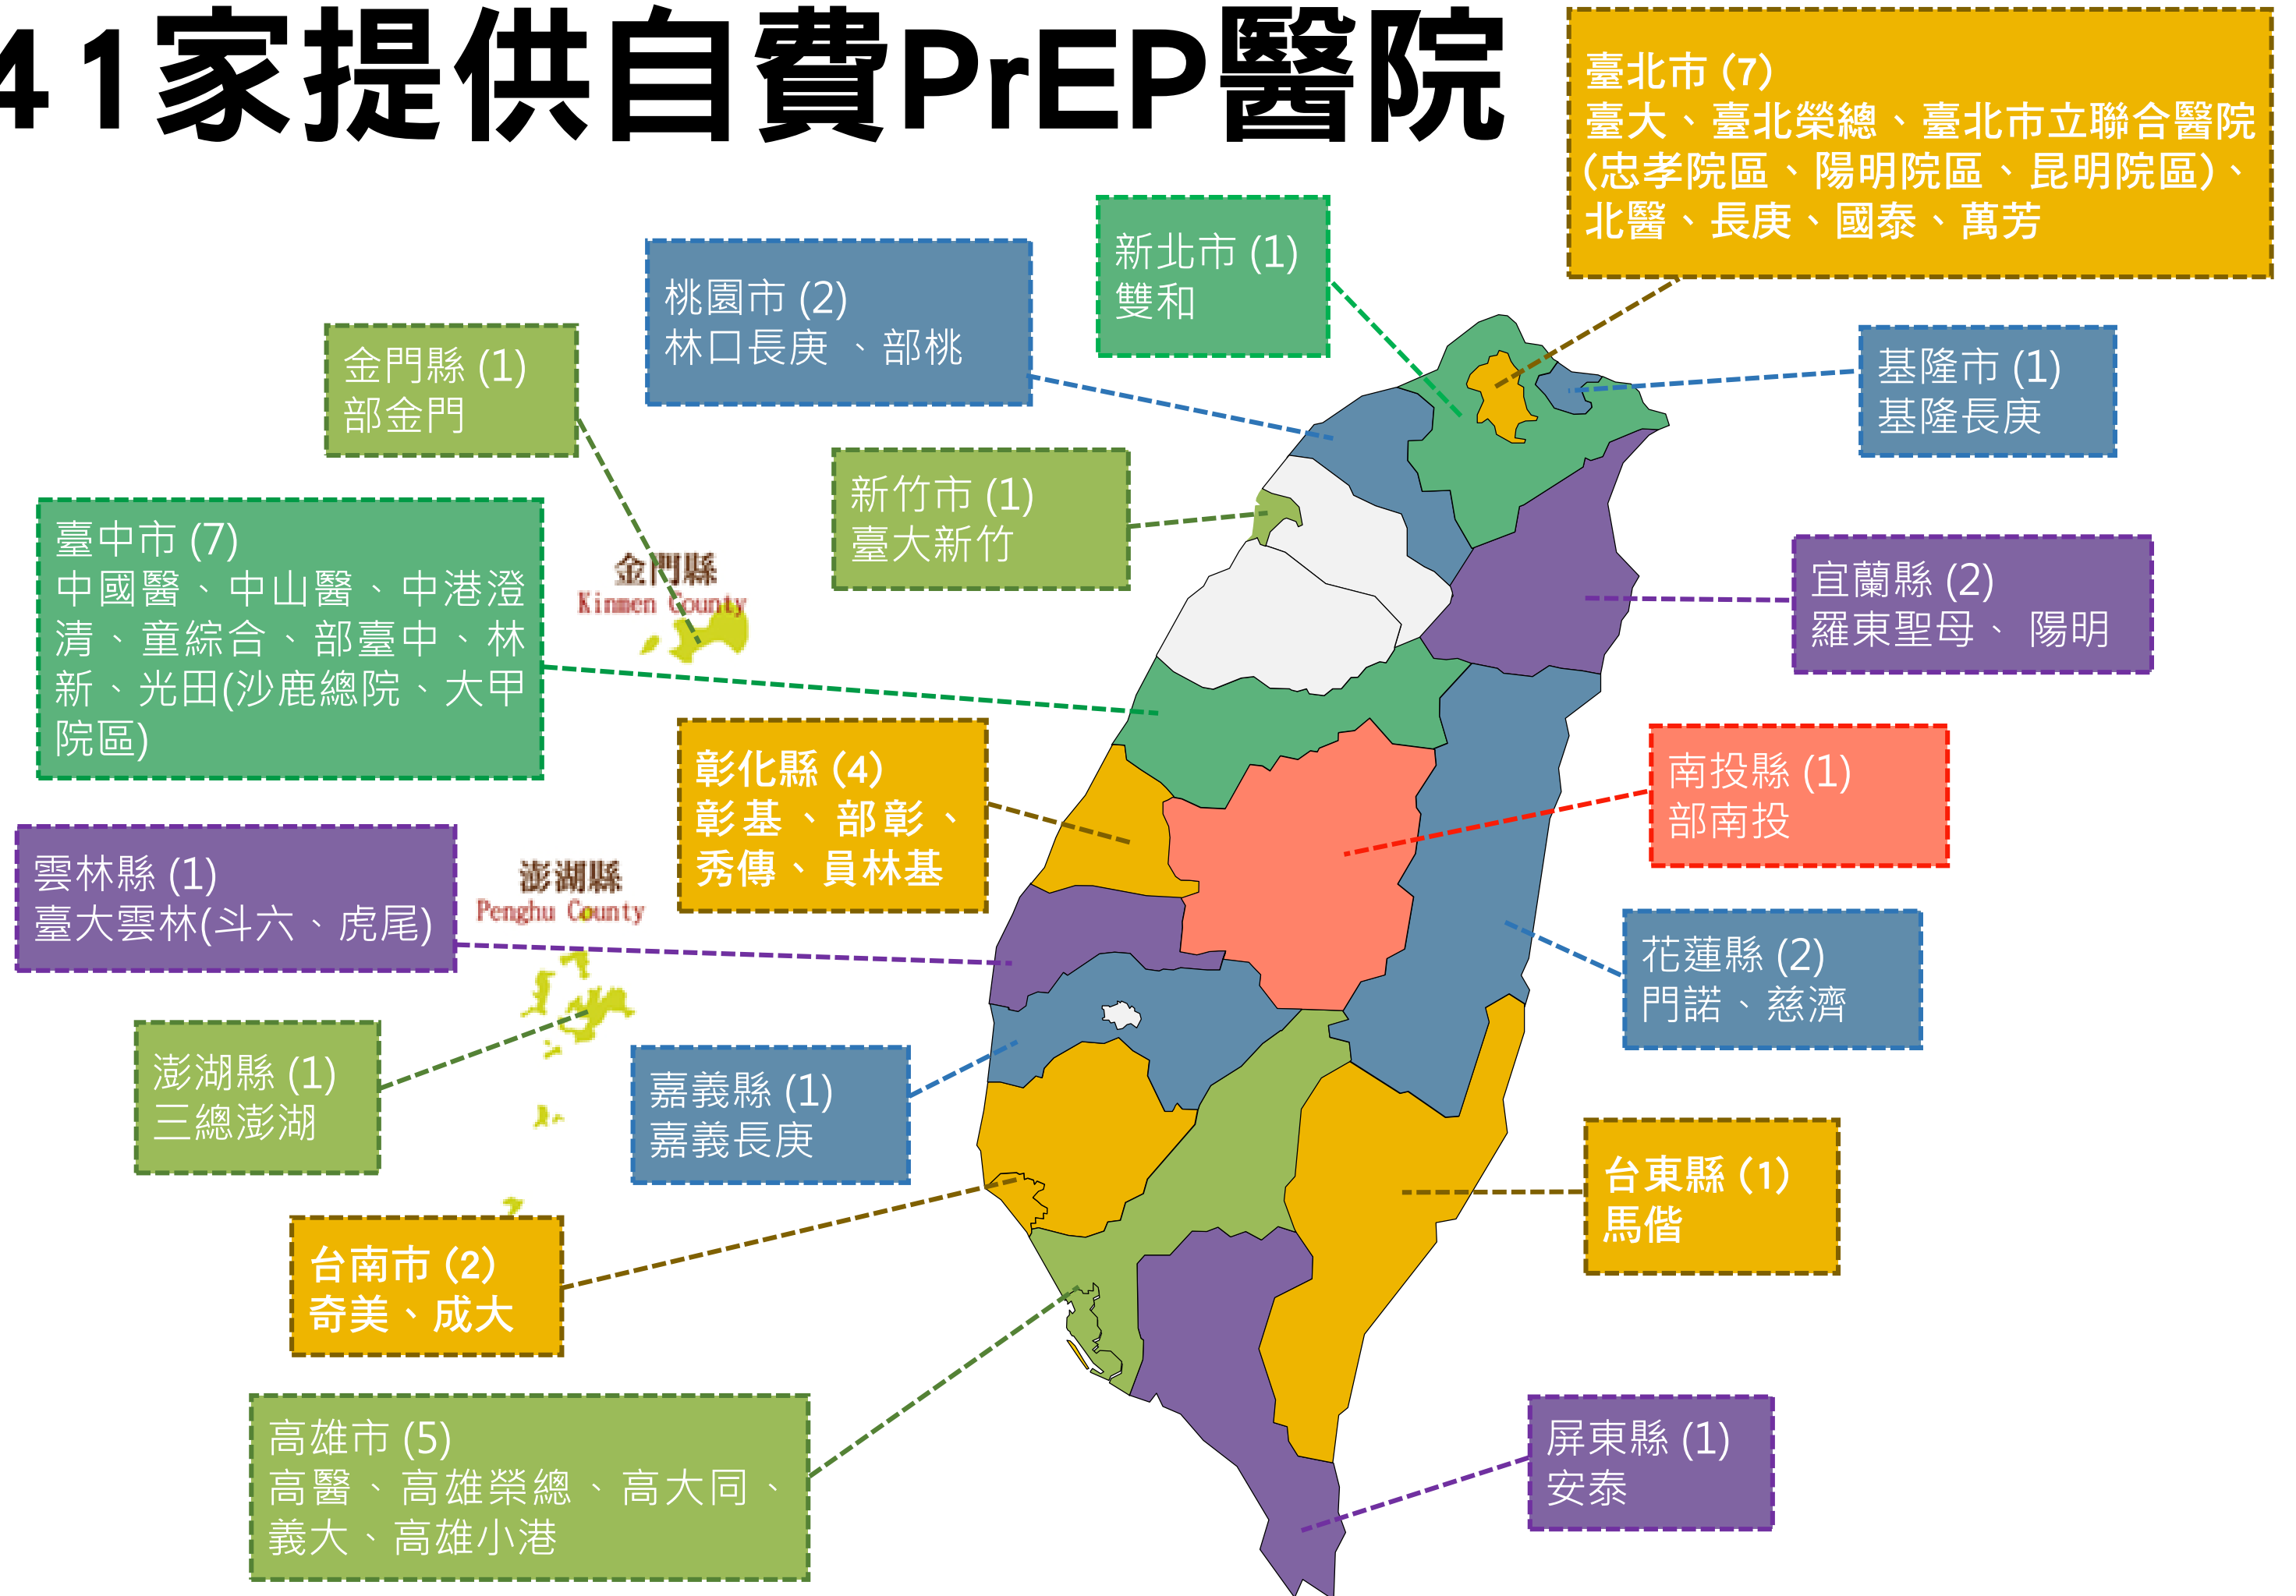 41家提供自費PrEP醫院
臺北市 (7)
臺大、臺北榮總、臺北市立聯合醫院
(忠孝院區、陽明院區、昆明院區)、
北醫、長庚、國泰、萬芳
新北市 (1)
雙和
桃園市 (2)
林口長庚 、部桃
金門縣 (1)
部金門
基隆市 (1)
基隆長庚
新竹市 (1)
臺大新竹
臺中市 (7)
中國醫、中山醫、中港澄
清、童綜合、部臺中、林
新、光田(沙鹿總院、大甲
院區)
金門縣
Kinmen County
宜蘭縣 (2)
羅東聖母、 陽明
彰化縣 (4)
彰基、部彰、
秀傳、員林基
南投縣 (1)
部南投
雲林縣 (1)
臺大雲林(斗六、虎尾)
澎湖縣
Penghu County
花蓮縣 (2)
門諾、慈濟
澎湖縣 (1)
三總澎湖
嘉義縣 (1)
嘉義長庚
台東縣 (1)
馬偕
台南市 (2)
奇美、成大
高雄市 (5)
高醫、高雄榮總、高大同、
義大、高雄小港
屏東縣 (1)
安泰